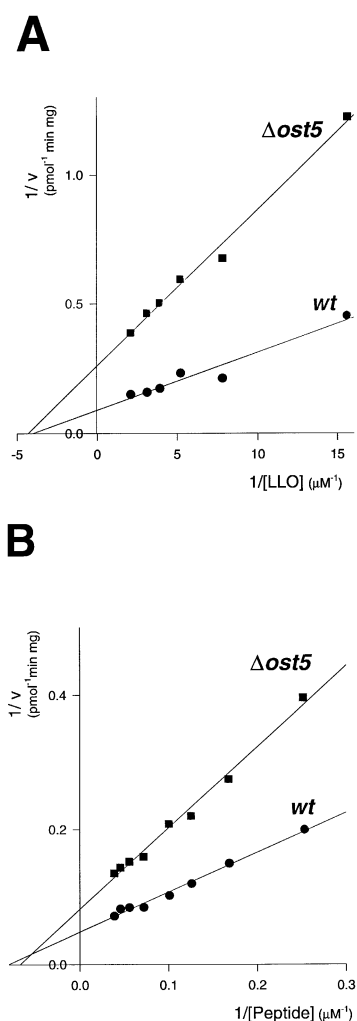 A
1/ v
(pmol⁻¹ min mg)
Δost5
1.0
wt
0.5
0.0
-5 0 5 10 15
1/[LLO] (μM⁻¹)
B
1/ v
(pmol⁻¹min mg)
Δost5
0.4
wt
0.2
0.0
0.0 0.1 0.2 0.3
1/[Peptide] (μM⁻¹)